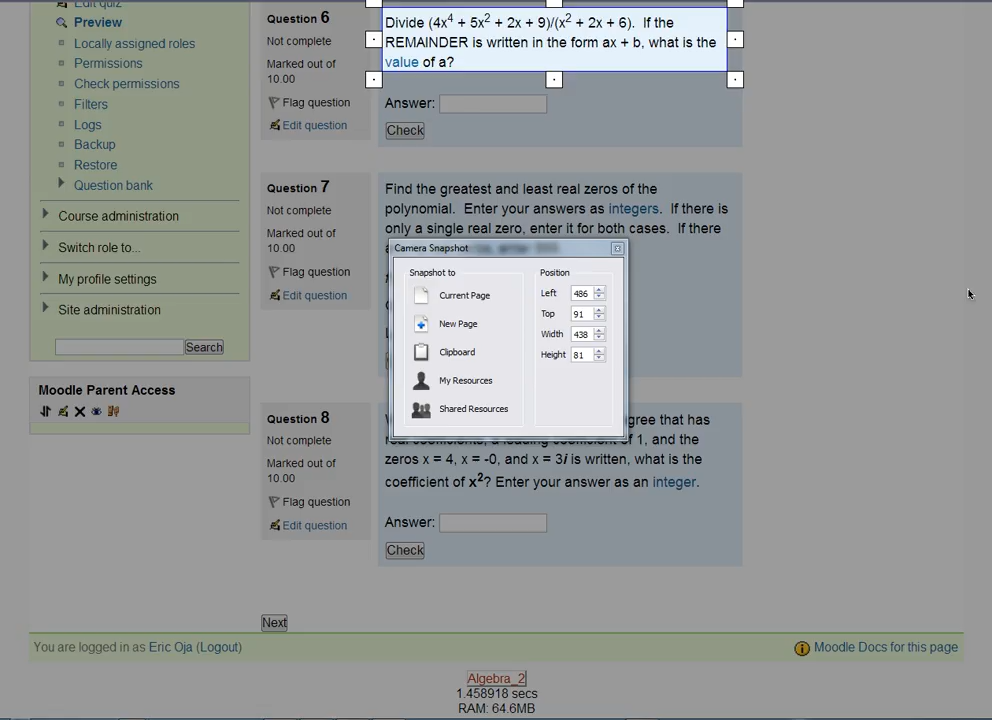 Edit quiz
Preview
Locally assigned roles
Permissions
Check permissions
Filters
Logs
Backup
Restore
Question bank
Course administration
Switch role to...
My profile settings
Site administration
Search
Moodle Parent Access
Question 6
Not complete
Marked out of
10.00
Flag question
Edit question
Divide (4x⁴ + 5x² + 2x + 9)/(x² + 2x + 6). If the
REMAINDER is written in the form ax + b, what is the
value of a?
Answer:
Check
Question 7
Not complete
Marked out of
10.00
Flag question
Edit question
Find the greatest and least real zeros of the
polynomial. Enter your answers as integers. If there is
only a single real zero, enter it for both cases. If there
Camera Snapshot
Snapshot to
Current Page
New Page
Clipboard
My Resources
Shared Resources
Position
Left 486
Top 91
Width 438
Height 81
Question 8
Not complete
Marked out of
10.00
Flag question
Edit question
that has
of 1, and the
zeros x = 4, x = -0, and x = 3i is written, what is the
coefficient of x²? Enter your answer as an integer.
Answer:
Check
Next
You are logged in as Eric Oja (Logout)
Moodle Docs for this page
Algebra_2
1.458918 secs
RAM: 64.6MB